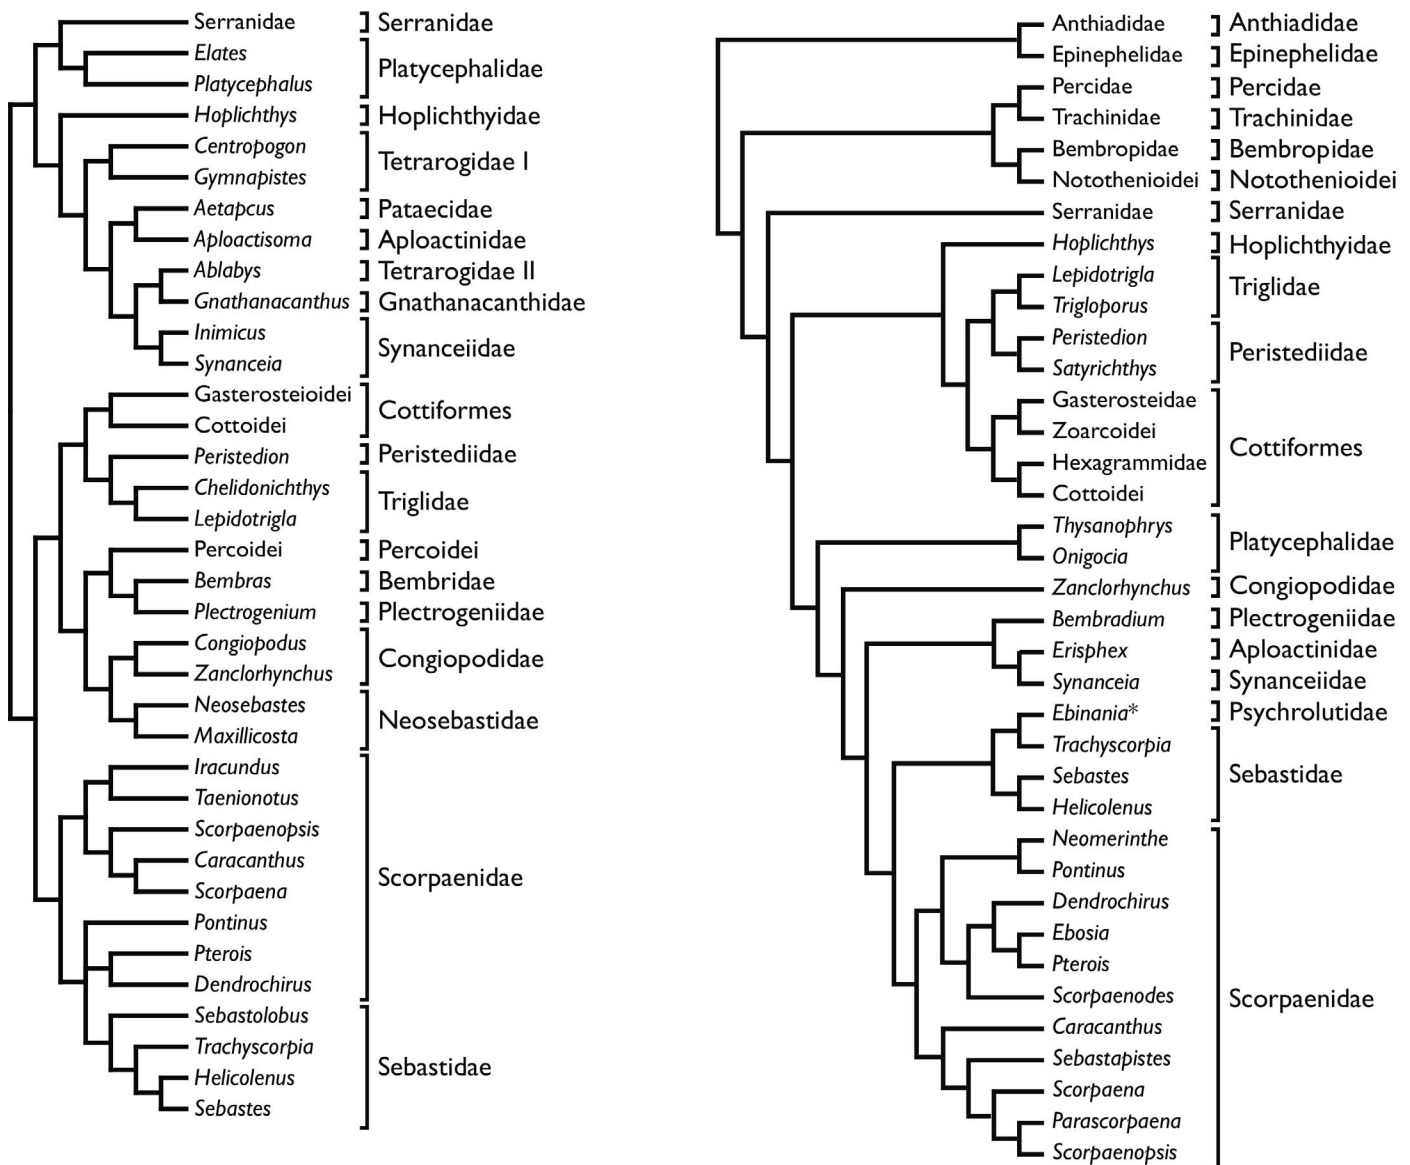 Serranidae
Elates
Platycephalus
Hoplichthys
Centropogon
Gymnapistes
Aetapcus
Aploactisoma
Ablabys
Gnathanacanthus
Inimicus
Synanceia
Gasterosteioidei
Cottoidei
Peristedion
Chelidonichthys
Lepidotrigla
Percoidei
Bembras
Plectrogenium
Congiopodus
Zanclorhynchus
Neosebastes
Maxillicosta
Iracundus
Taenionotus
Scorpaenopsis
Caracanthus
Scorpaena
Pontinus
Pterois
Dendrochirus
Sebastolobus
Trachyscorpia
Helicolenus
Sebastes
Serranidae
Platycephalidae
Hoplichthyidae
Tetrarogidae I
Pataecidae
Aploactinidae
Tetrarogidae II
Gnathanacanthidae
Synanceiidae
Cottiformes
Peristediidae
Triglidae
Percoidei
Bembridae
Plectrogeniidae
Congiopodidae
Neosebastidae
Scorpaenidae
Sebastidae
Anthiadidae
Epinephelidae
Percidae
Trachinidae
Bembropidae
Notothenioidei
Serranidae
Hoplichthys
Lepidotrigla
Trigloporus
Peristedion
Satyrichthys
Gasterosteidae
Zoarcoidei
Hexagrammidae
Cottoidei
Thysanophrys
Onigocia
Zanclorhynchus
Bembradium
Erisphex
Synanceia
Ebinania*
Trachyscorpia
Sebastes
Helicolenus
Neomerinthe
Pontinus
Dendrochirus
Ebosia
Pterois
Scorpaenodes
Caracanthus
Sebastapistes
Scorpaena
Parascorpaena
Scorpaenopsis
Anthiadidae
Epinephelidae
Percidae
Trachinidae
Bembropidae
Notothenioidei
Serranidae
Hoplichthyidae
Triglidae
Peristediidae
Cottiformes
Platycephalidae
Congiopodidae
Plectrogeniidae
Aploactinidae
Synanceiidae
Psychrolutidae
Sebastidae
Scorpaenidae